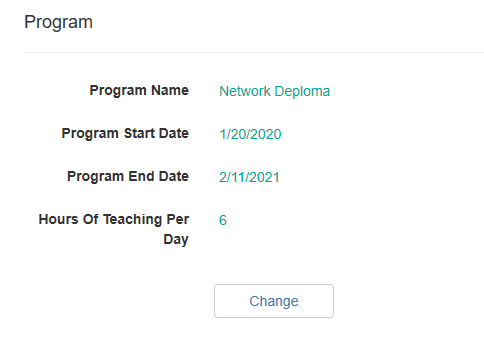 Program
Program Name Network Deploma
Program Start Date 1/20/2020
Program End Date 2/11/2021
Hours Of Teaching Per 6
Day
Change